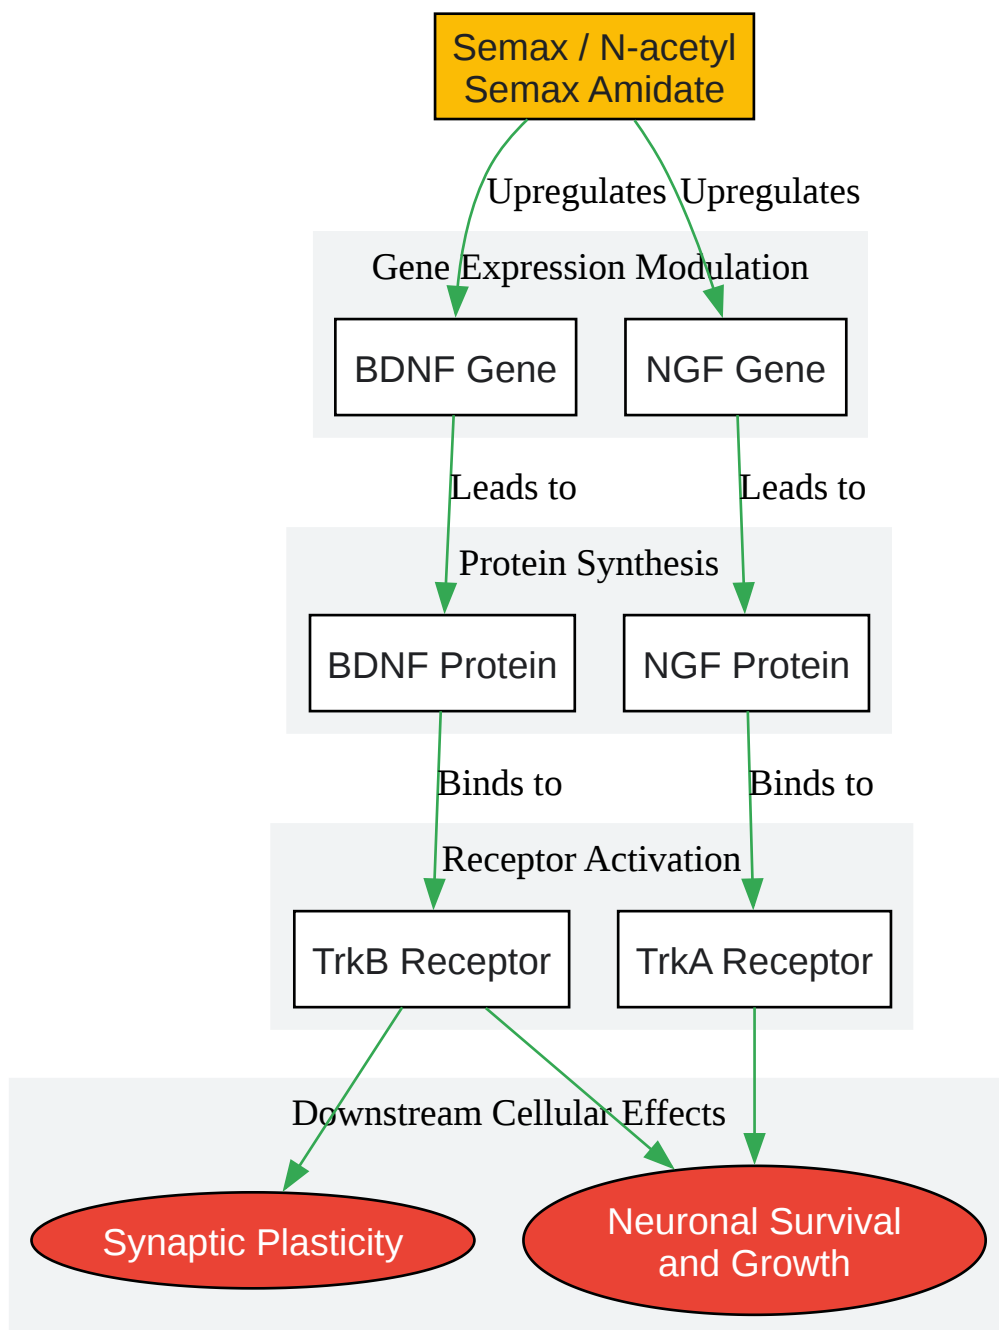 Semax / N-acetyl
Semax Amidate
Upregulates
Upregulates
Gene Expression Modulation
BDNF Gene
NGF Gene
Leads to
Leads to
Protein Synthesis
BDNF Protein
NGF Protein
Binds to
Binds to
Receptor Activation
TrkB Receptor
TrkA Receptor
Downstream Cellular Effects
Synaptic Plasticity
Neuronal Survival
and Growth